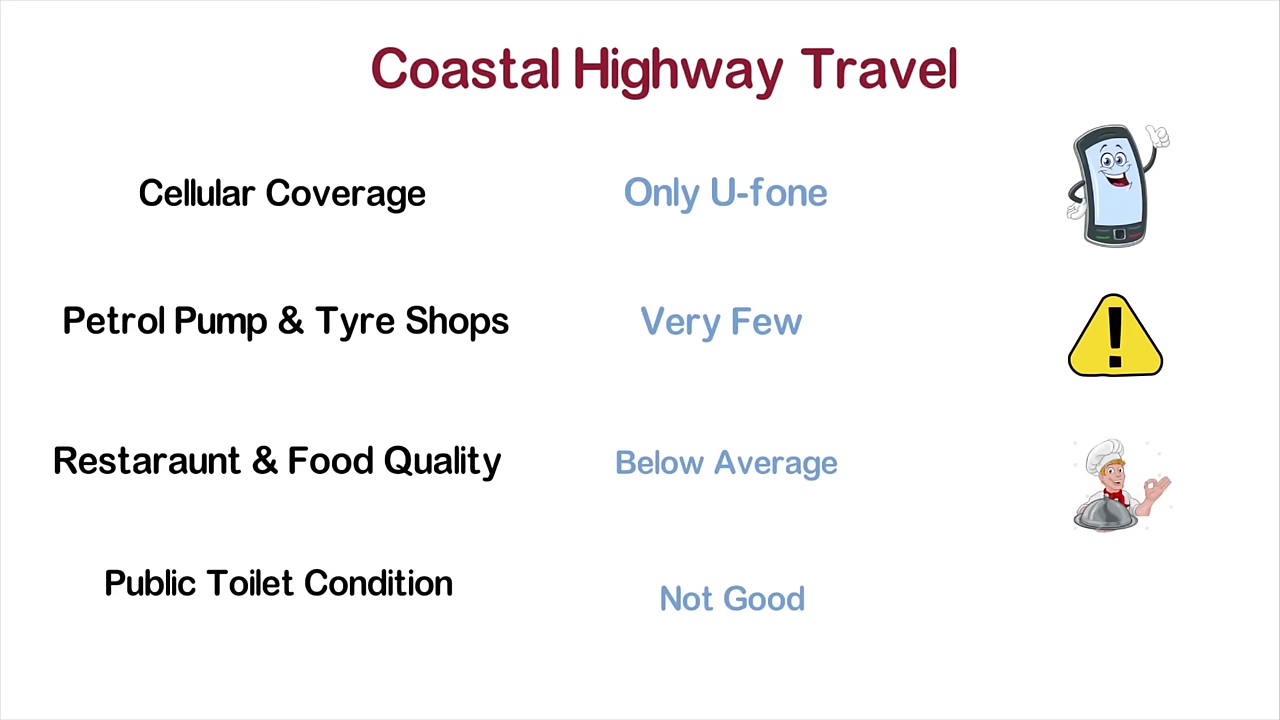 Coastal Highway Travel
Cellular Coverage
Only U-fone
Petrol Pump & Tyre Shops
Very Few
Restaraunt & Food Quality
Below Average
Public Toilet Condition
Not Good